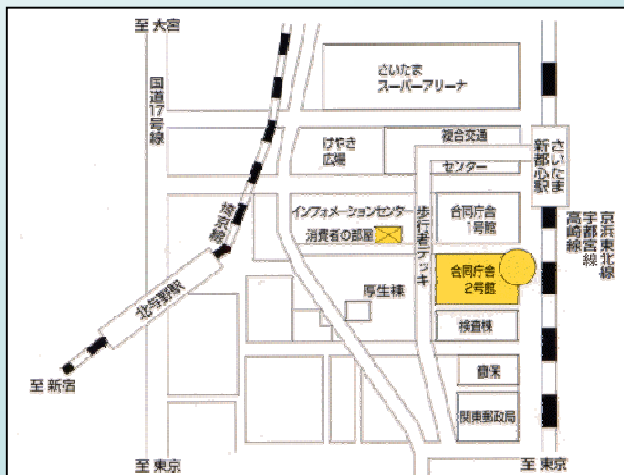 至 大宮
国道17号線
さいたま
スーパーアリーナ
けやき
広場
複合交通
センター
さいたま
新都心駅
インフォメーションセンター
消費者の部屋
歩行者デッキ
合同庁舎
1号館
京浜東北線
宇都宮線
高崎線
埼京線
合同庁舎
2号館
北与野駅
厚生棟
検査棟
至 新宿
関東郵政局
至 東京
至 東京